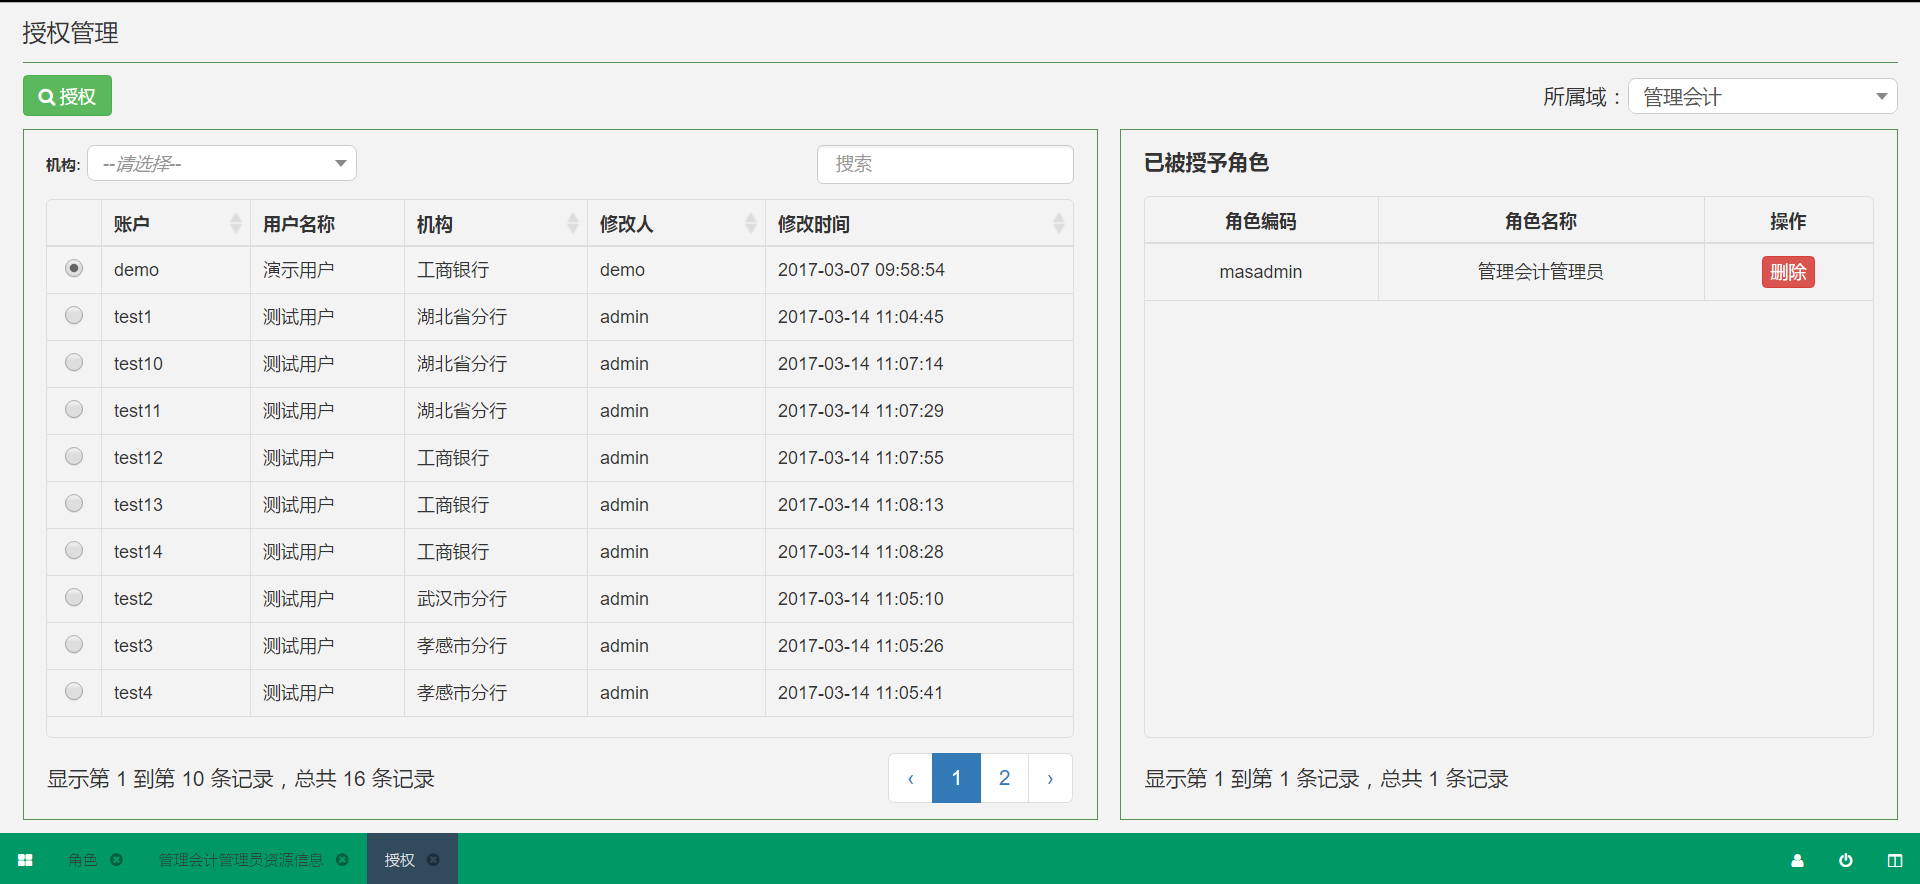 授权管理
授权
所属域： 管理会计
机构: --请选择-- 搜索
账户 用户名称 机构 修改人 修改时间
demo 演示用户 工商银行 demo 2017-03-07 09:58:54
test1 测试用户 湖北省分行 admin 2017-03-14 11:04:45
test10 测试用户 湖北省分行 admin 2017-03-14 11:07:14
test11 测试用户 湖北省分行 admin 2017-03-14 11:07:29
test12 测试用户 工商银行 admin 2017-03-14 11:07:55
test13 测试用户 工商银行 admin 2017-03-14 11:08:13
test14 测试用户 工商银行 admin 2017-03-14 11:08:28
test2 测试用户 武汉市分行 admin 2017-03-14 11:05:10
test3 测试用户 孝感市分行 admin 2017-03-14 11:05:26
test4 测试用户 孝感市分行 admin 2017-03-14 11:05:41
显示第 1 到第 10 条记录，总共 16 条记录
‹ 1 2 ›
已被授予角色
角色编码 角色名称 操作
masadmin 管理会计管理员 删除
显示第 1 到第 1 条记录，总共 1 条记录
角色 管理会计管理员资源信息 授权